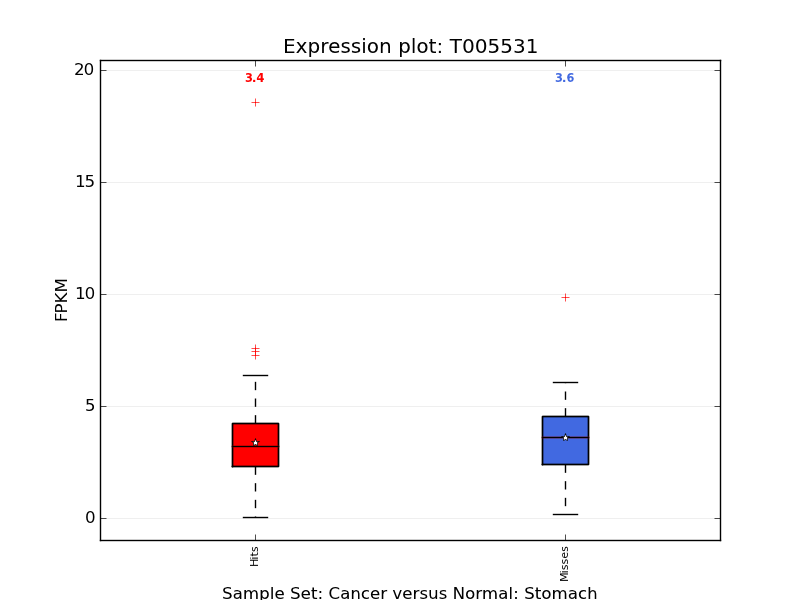 Expression plot: T005531
20
3.4
3.6
15
10
FPKM
5
0
Hits
Misses
Sample Set: Cancer versus Normal: Stomach